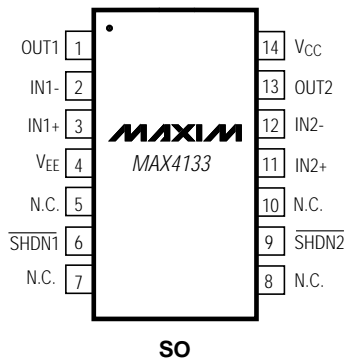 OUT1 1
IN1- 2
IN1+ 3
VEE 4
N.C. 5
SHDN1 6
N.C. 7
14 VCC
13 OUT2
12 IN2-
11 IN2+
10 N.C.
9 SHDN2
8 N.C.
MAXIM
MAX4133
SO